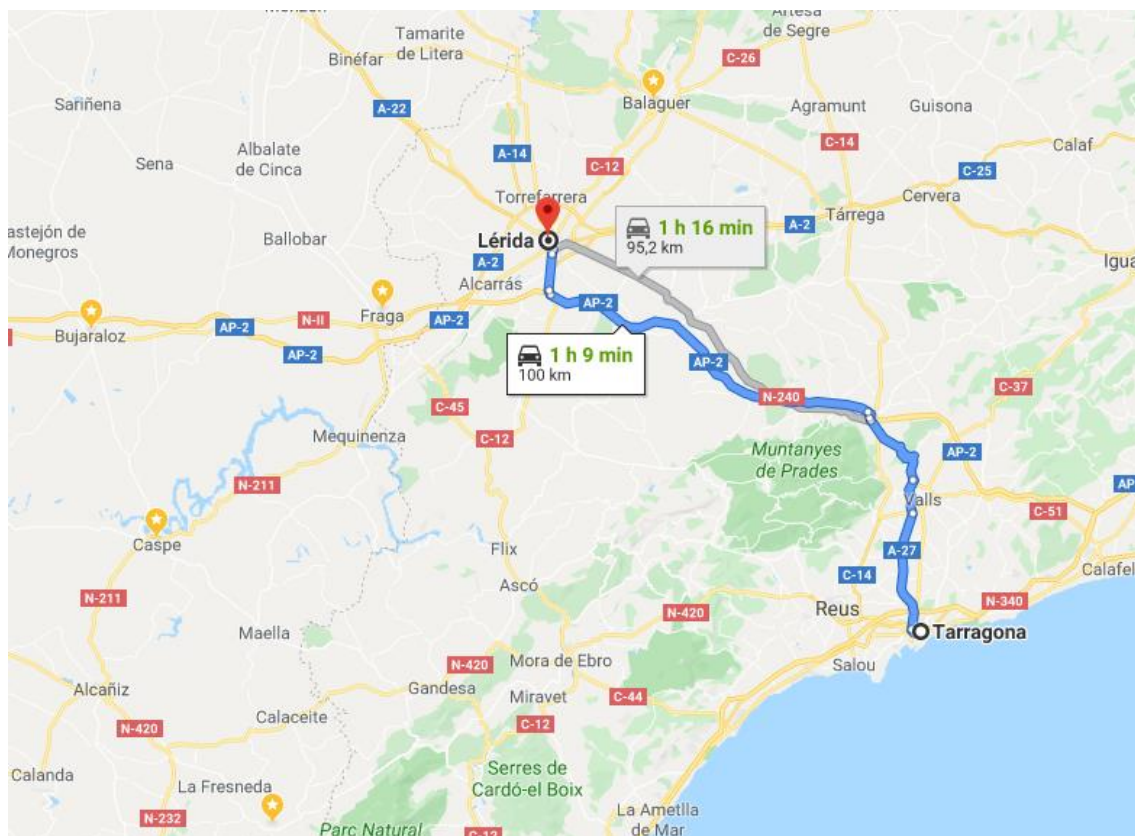 Monzón
Artesa
de Segre
Tamarite
de Litera
Binéfar
C-26
Balaguer
Sariñena
A-22
Agramunt
Guisona
Albalate
de Cinca
Sena
A-14
C-14
Calaf
C-12
C-25
Torrefarrera
Cervera
Tárrega
1 h 16 min
95,2 km
A-2
astejón de
Monegros
Ballobar
Lérida
A-2
Igua
Alcarrás
Fraga
AP-2
N-II
AP-2
AP-2
Bujaraloz
AP-2
1 h 9 min
100 km
AP-2
C-37
N-240
C-45
Mequinenza
C-12
Muntanyes
de Prades
AP-2
N-211
AP
Valls
C-51
Caspe
Flix
A-27
Calafel
C-14
Ascó
N-211
N-340
N-420
Reus
Maella
Tarragona
N-420
Mora de Ebro
Salou
Alcañiz
Gandesa
Miravet
C-44
Calaceite
N-420
C-12
Calanda
La Fresneda
Serres de
Cardó-el Boix
N-232
La Ametlla
de Mar
Parc Natural
C-12